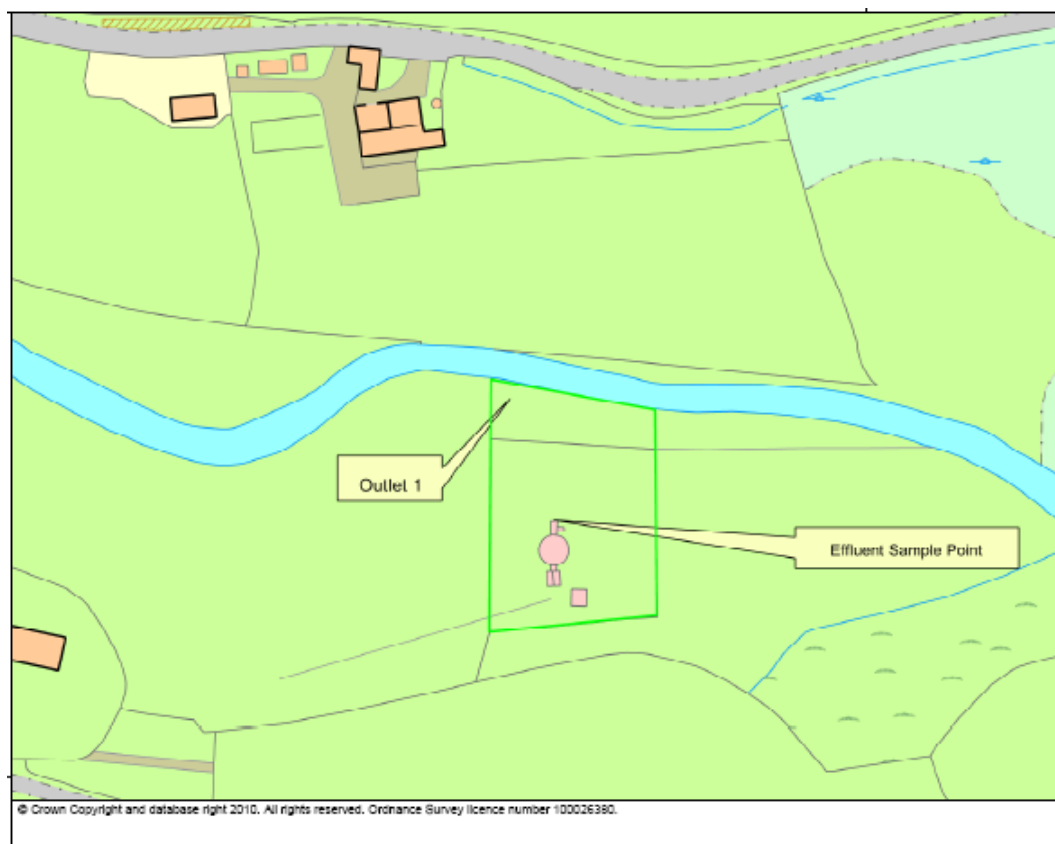 Outlet 1
Effluent Sample Point
© Crown Copyright and database right 2010. All rights reserved. Ordnance Survey licence number 100026380.